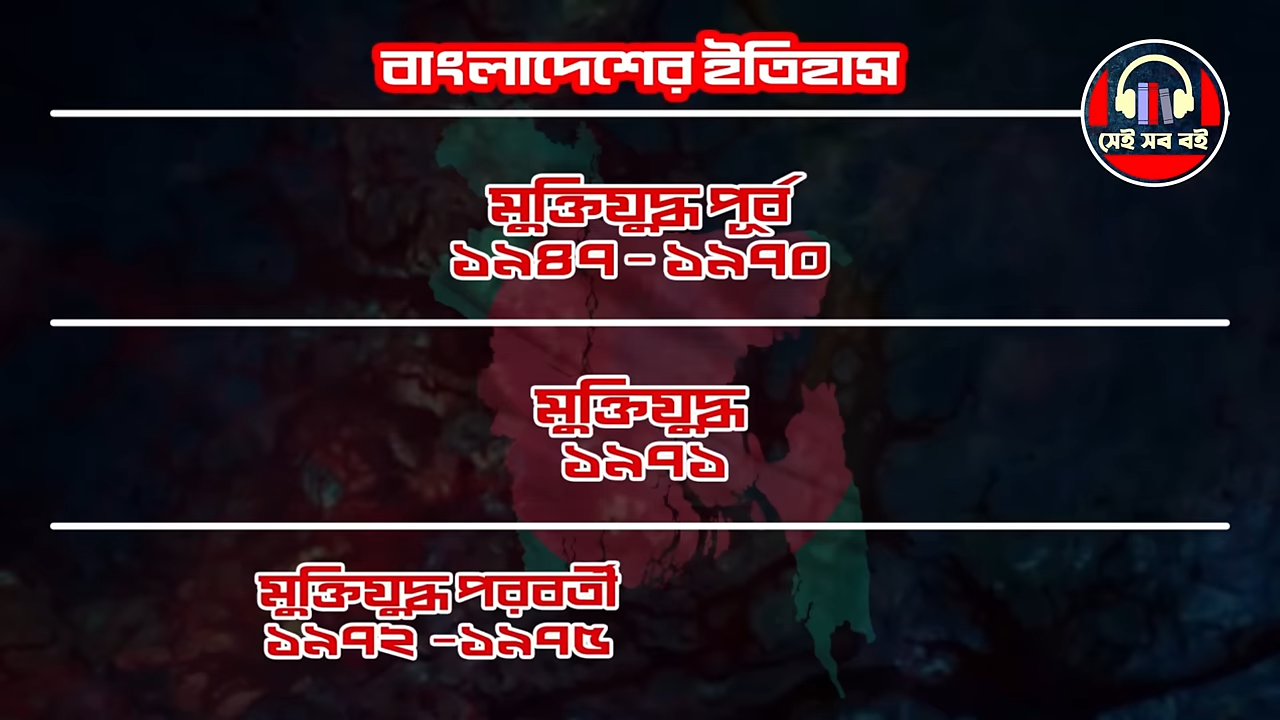 বাংলাদেশের ইতিহাস
সেই সব বই
মুক্তিযুদ্ধ পূর্ব
১৯৪৭ - ১৯৭০
মুক্তিযুদ্ধ
১৯৭১
মুক্তিযুদ্ধ পরবর্তী
১৯৭২ -১৯৭৫